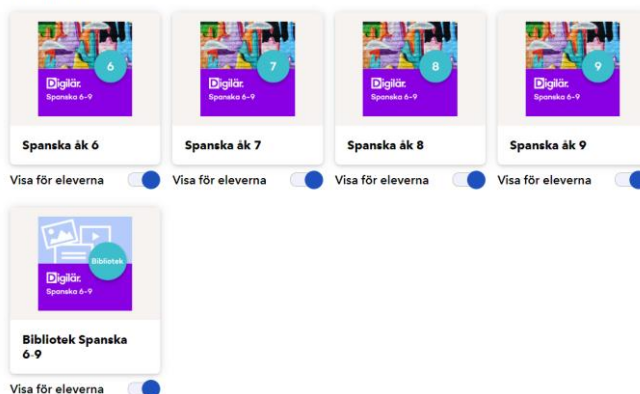 6
Digilär.
Spanska 6-9
Spanska åk 6
Visa för eleverna
7
Digilär.
Spanska 6-9
Spanska åk 7
Visa för eleverna
8
Digilär.
Spanska 6-9
Spanska åk 8
Visa för eleverna
9
Digilär.
Spanska 6-9
Spanska åk 9
Visa för eleverna
Bibliotek
Digilär.
Spanska 6-9
Bibliotek Spanska
6-9
Visa för eleverna